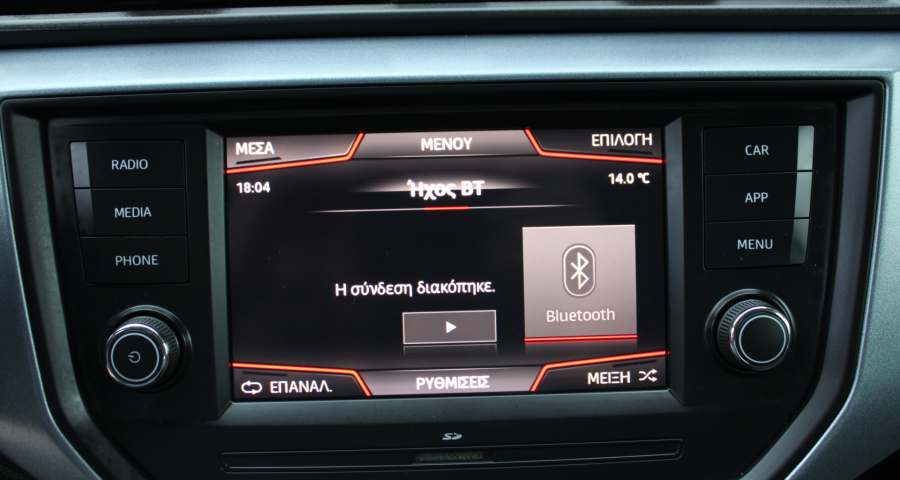 RADIO
MEDIA
PHONE
ΜΕΣΑ
ΜΕΝΟΥ
ΕΠΙΛΟΓΗ
18:04
Ήχος BT
14.0 °C
Η σύνδεση διακόπηκε.
Bluetooth
ΕΠΑΝΑΛ.
ΡΥΘΜΙΣΕΙΣ
ΜΕΙΞΗ
CAR
APP
MENU
SD